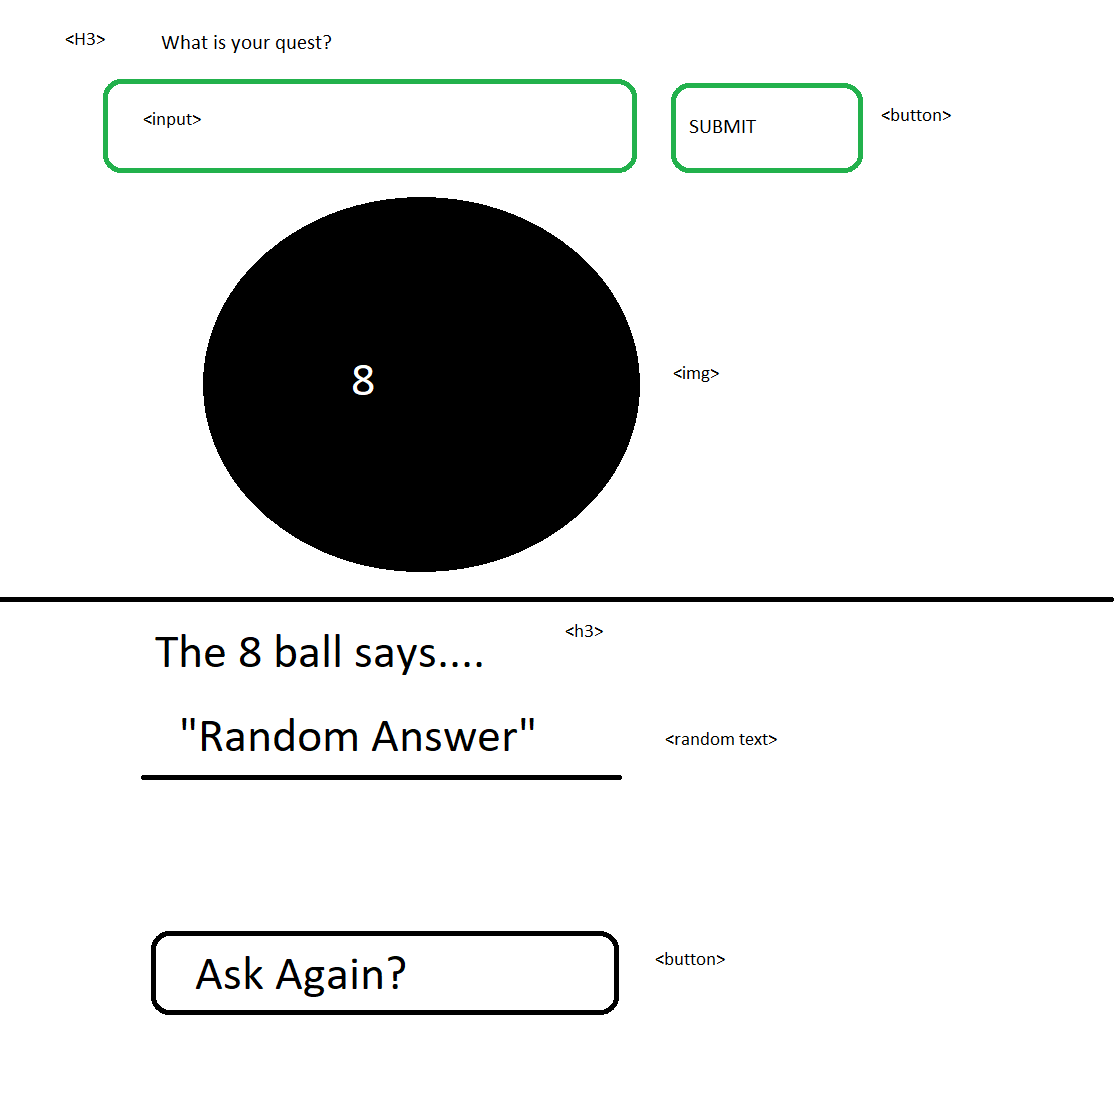 <H3> What is your quest?
<input> SUBMIT <button>
8 <img>
The 8 ball says.... <h3>
"Random Answer" <random text>
Ask Again? <button>